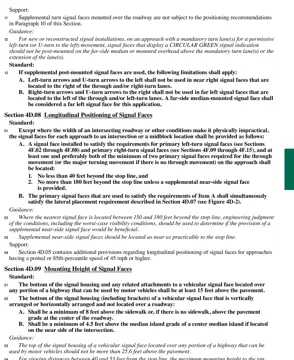 Support:
11 Supplemental turn signal faces mounted over the roadway are not subject to the positioning recommendations
in Paragraph 10 of this Section.
Guidance:
12 For new or reconstructed signal installations, on an approach with a mandatory turn lane(s) for a permissive
left-turn (or U-turn to the left) movement, signal faces that display a CIRCULAR GREEN signal indication
should not be post-mounted on the far-side median or mounted overhead above the mandatory turn lane(s) or the
extension of the lane(s).
Standard:
13 If supplemental post-mounted signal faces are used, the following limitations shall apply:
A. Left-turn arrows and U-turn arrows to the left shall not be used in near right signal faces that are
located to the right of the through and/or right-turn lanes.
B. Right-turn arrows and U-turn arrows to the right shall not be used in far left signal faces that are
located to the left of the through and/or left-turn lanes. A far-side median-mounted signal face shall
be considered a far left signal face for this application.
Section 4D.08 Longitudinal Positioning of Signal Faces
Standard:
01 Except where the width of an intersecting roadway or other conditions make it physically impractical,
the signal faces for each approach to an intersection or a midblock location shall be provided as follows:
A. A signal face installed to satisfy the requirements for primary left-turn signal faces (see Sections
4F.02 through 4F.08) and primary right-turn signal faces (see Sections 4F.09 through 4F.15), and at
least one and preferably both of the minimum of two primary signal faces required for the through
movement (or the major turning movement if there is no through movement) on the approach shall
be located:
1. No less than 40 feet beyond the stop line, and
2. No more than 180 feet beyond the stop line unless a supplemental near-side signal face
is provided.
B. The primary signal faces that are used to satisfy the requirements of Item A shall simultaneously
satisfy the lateral placement requirement described in Section 4D.07 (see Figure 4D-2).
Guidance:
02 Where the nearest signal face is located between 150 and 180 feet beyond the stop line, engineering judgment
of the conditions, including the worst-case visibility conditions, should be used to determine if the provision of a
supplemental near-side signal face would be beneficial.
03 Supplemental near-side signal faces should be located as near as practicable to the stop line.
Support:
04 Section 4D.05 contains additional provisions regarding longitudinal positioning of signal faces for approaches
having a posted or 85th-percentile speed of 45 mph or higher.
Section 4D.09 Mounting Height of Signal Faces
Standard:
01 The bottom of the signal housing and any related attachments to a vehicular signal face located over
any portion of a highway that can be used by motor vehicles shall be at least 15 feet above the pavement.
02 The bottom of the signal housing (including brackets) of a vehicular signal face that is vertically
arranged or horizontally arranged and not located over a roadway:
A. Shall be a minimum of 8 feet above the sidewalk or, if there is no sidewalk, above the pavement
grade at the center of the roadway.
B. Shall be a minimum of 4.5 feet above the median island grade of a center median island if located
on the near side of the intersection.
Guidance:
03 The top of the signal housing of a vehicular signal face located over any portion of a highway that can be
used by motor vehicles should not be more than 25.6 feet above the pavement.